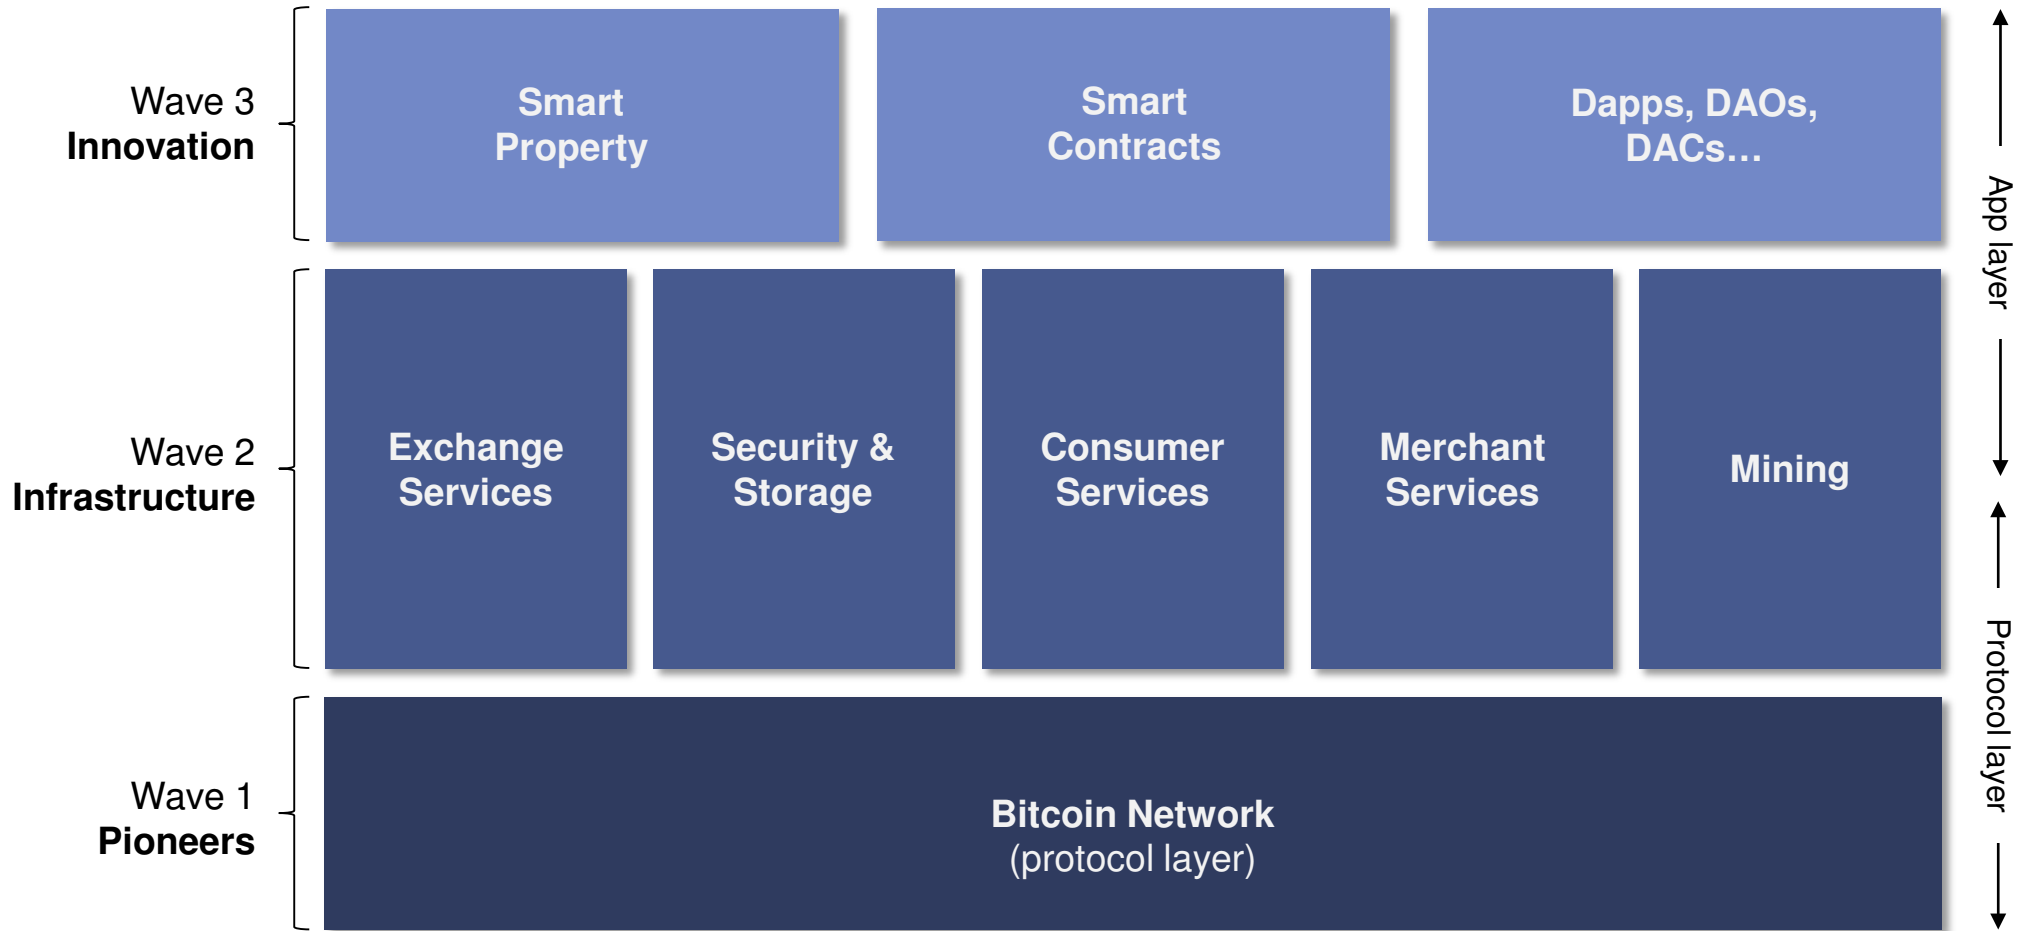 Wave 3
Innovation
Smart
Property
Smart
Contracts
Dapps, DAOs,
DACs…
App layer
Wave 2
Infrastructure
Exchange
Services
Security &
Storage
Consumer
Services
Merchant
Services
Mining
Protocol layer
Wave 1
Pioneers
Bitcoin Network
(protocol layer)